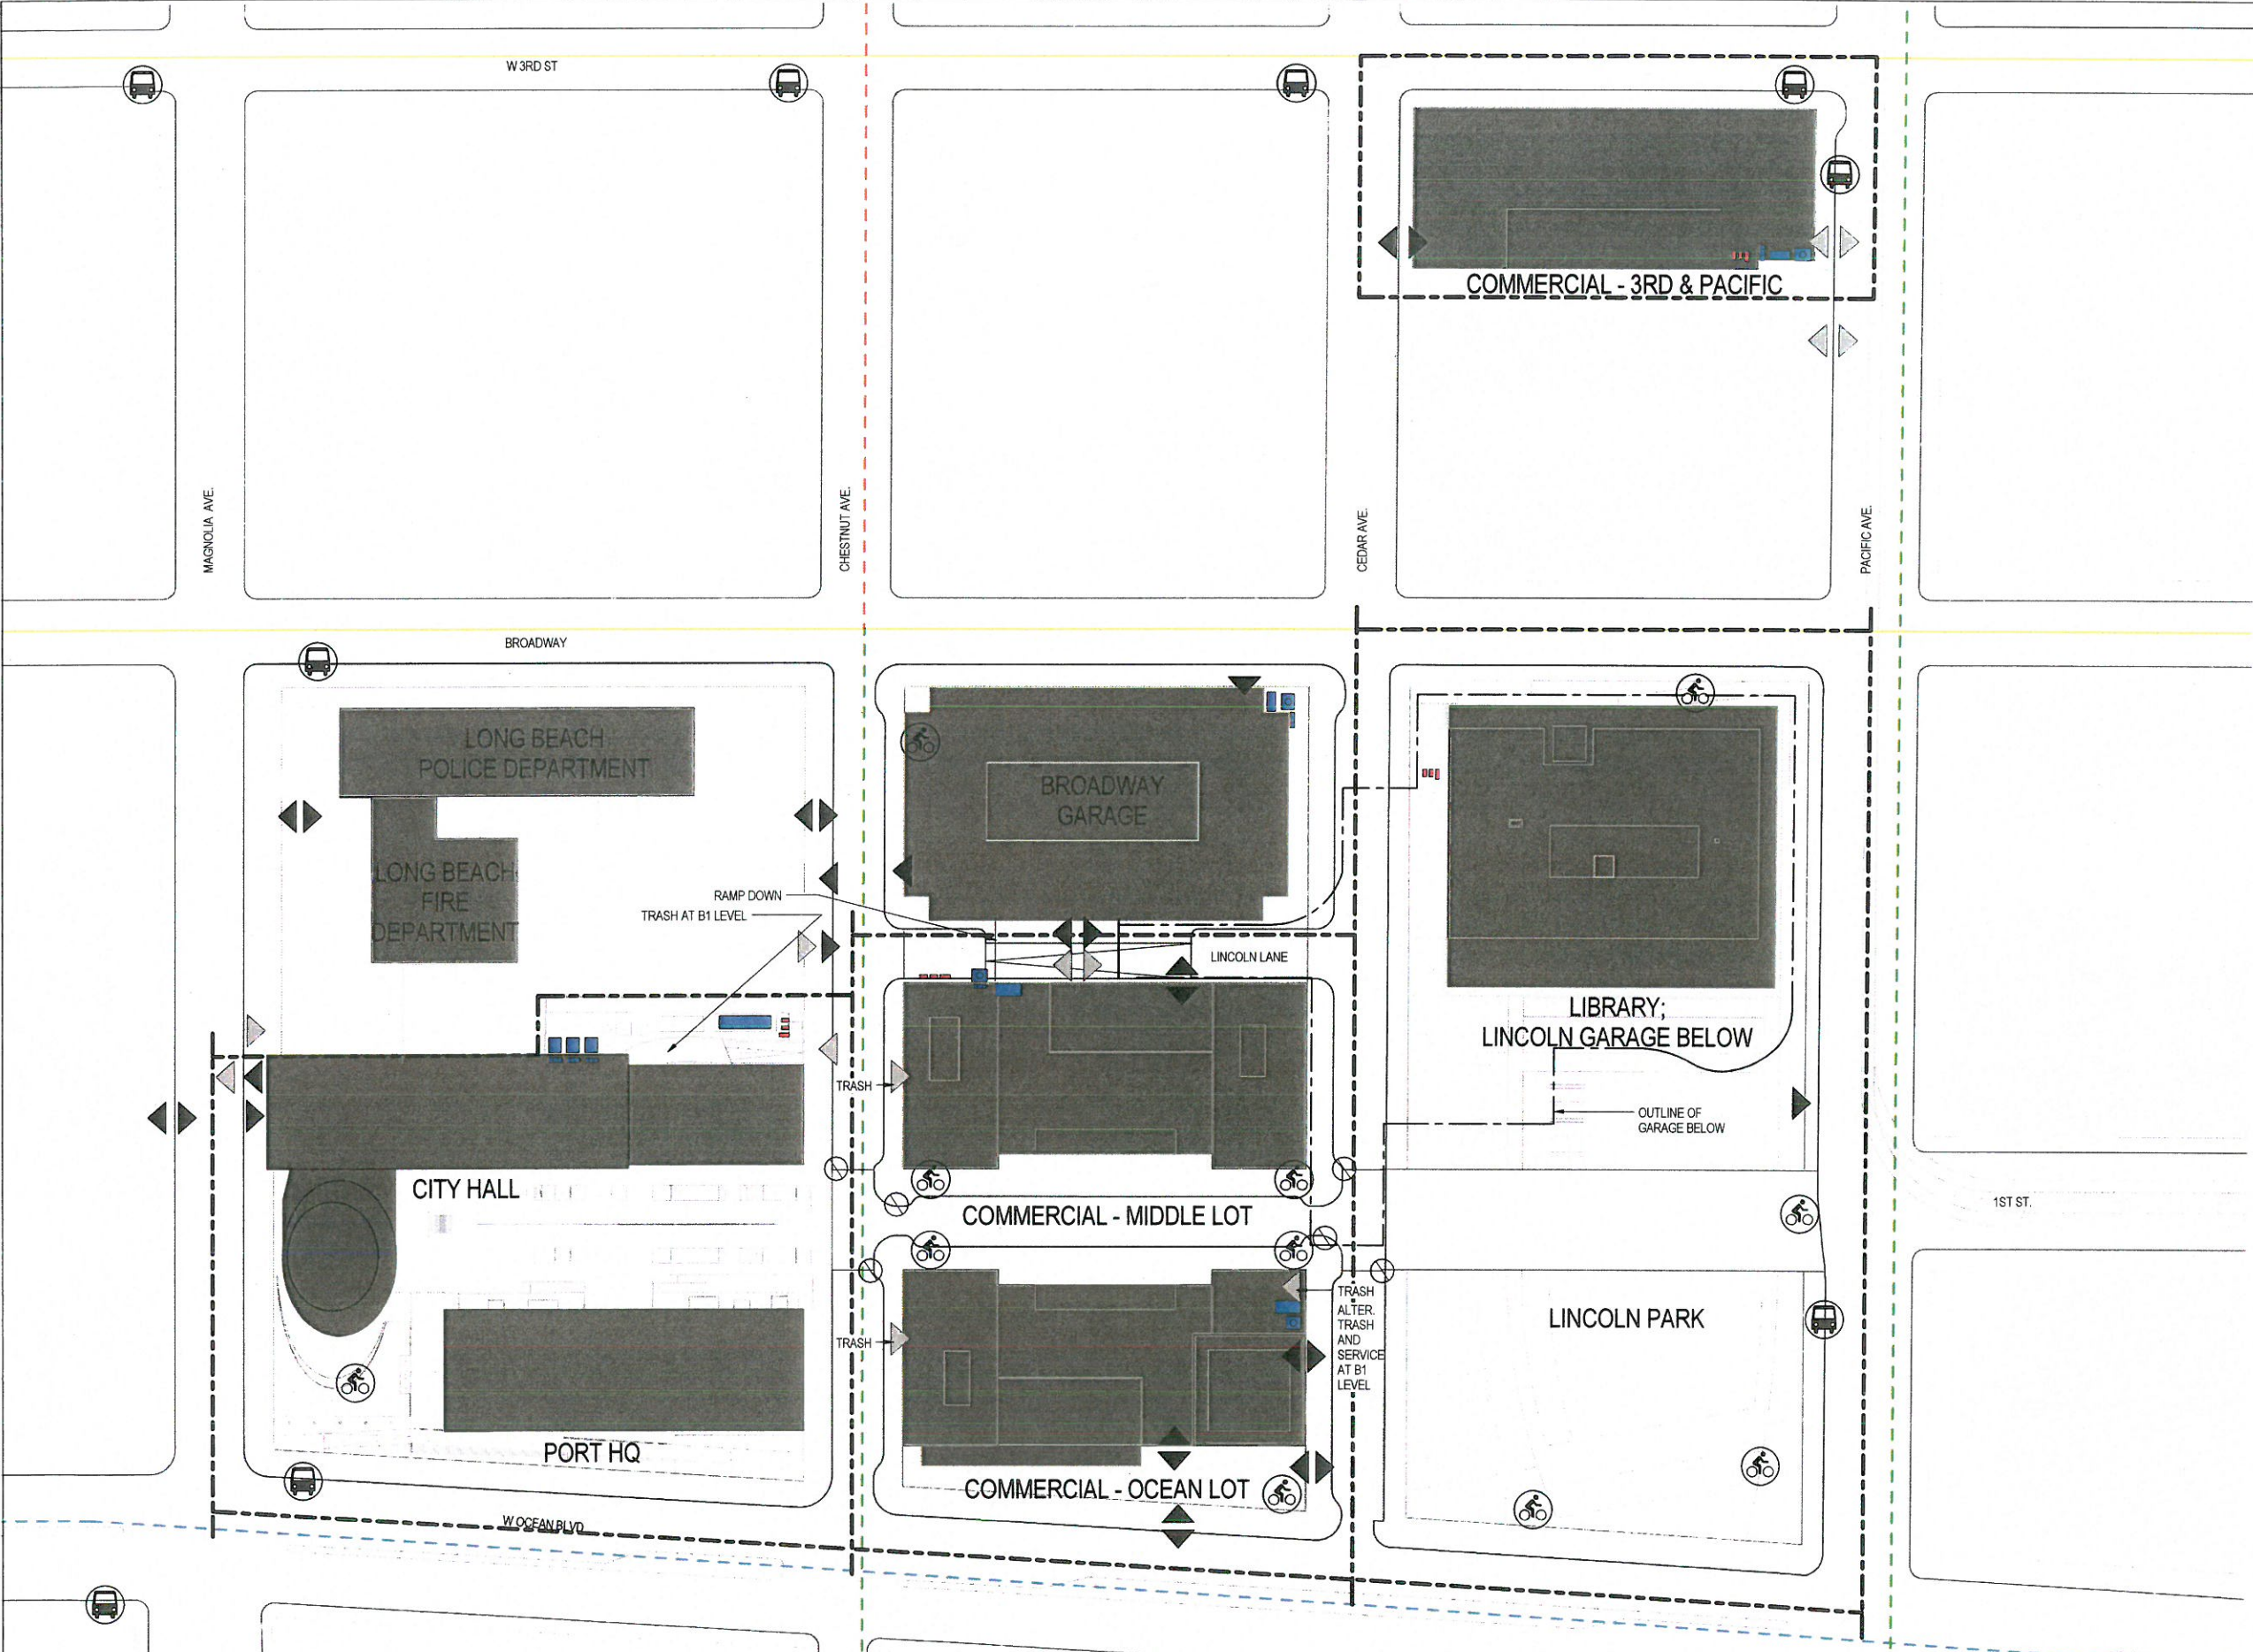 W 3RD ST
COMMERCIAL - 3RD & PACIFIC
MAGNOLIA AVE.
CHESTNUT AVE.
CEDAR AVE.
PACIFIC AVE.
BROADWAY
LONG BEACH
POLICE DEPARTMENT
BROADWAY
GARAGE
LONG BEACH
FIRE
DEPARTMENT
RAMP DOWN
TRASH AT B1 LEVEL
LINCOLN LANE
LIBRARY;
LINCOLN GARAGE BELOW
TRASH
OUTLINE OF
GARAGE BELOW
CITY HALL
COMMERCIAL - MIDDLE LOT
1ST ST.
TRASH
ALTER.
TRASH
AND
SERVICE
AT B1
LEVEL
LINCOLN PARK
TRASH
PORT HQ
COMMERCIAL - OCEAN LOT
W OCEAN BLVD